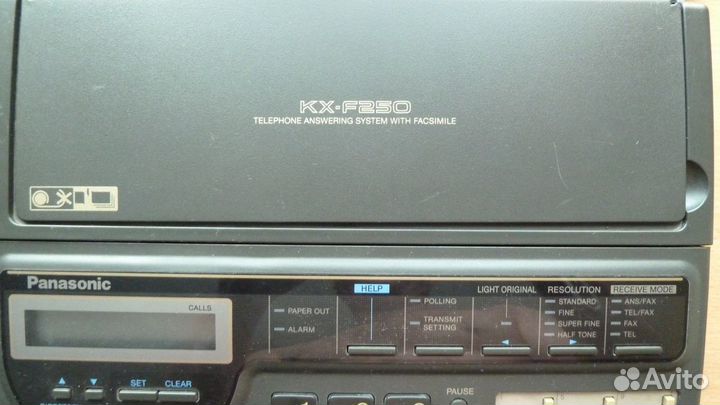 KX-F250
TELEPHONE ANSWERING SYSTEM WITH FACSIMILE
Panasonic
CALLS
PAPER OUT
ALARM
HELP
POLLING
TRANSMIT
SETTING
LIGHT ORIGINAL
RESOLUTION
STANDARD
FINE
SUPER FINE
HALF TONE
RECEIVE MODE
ANS/FAX
TEL/FAX
FAX
TEL
SET
CLEAR
PAUSE
Avito